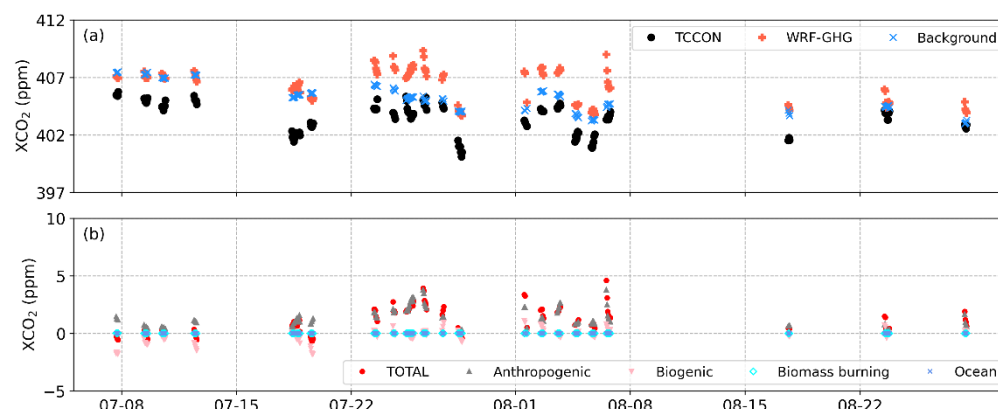 412
(a)
TCCON WRF-GHG Background
407
402
397
XCO₂ (ppm)
10
(b)
5
0
−5
XCO₂ (ppm)
TOTAL Anthropogenic Biogenic Biomass burning Ocean
07-08 07-15 07-22 08-01 08-08 08-15 08-22